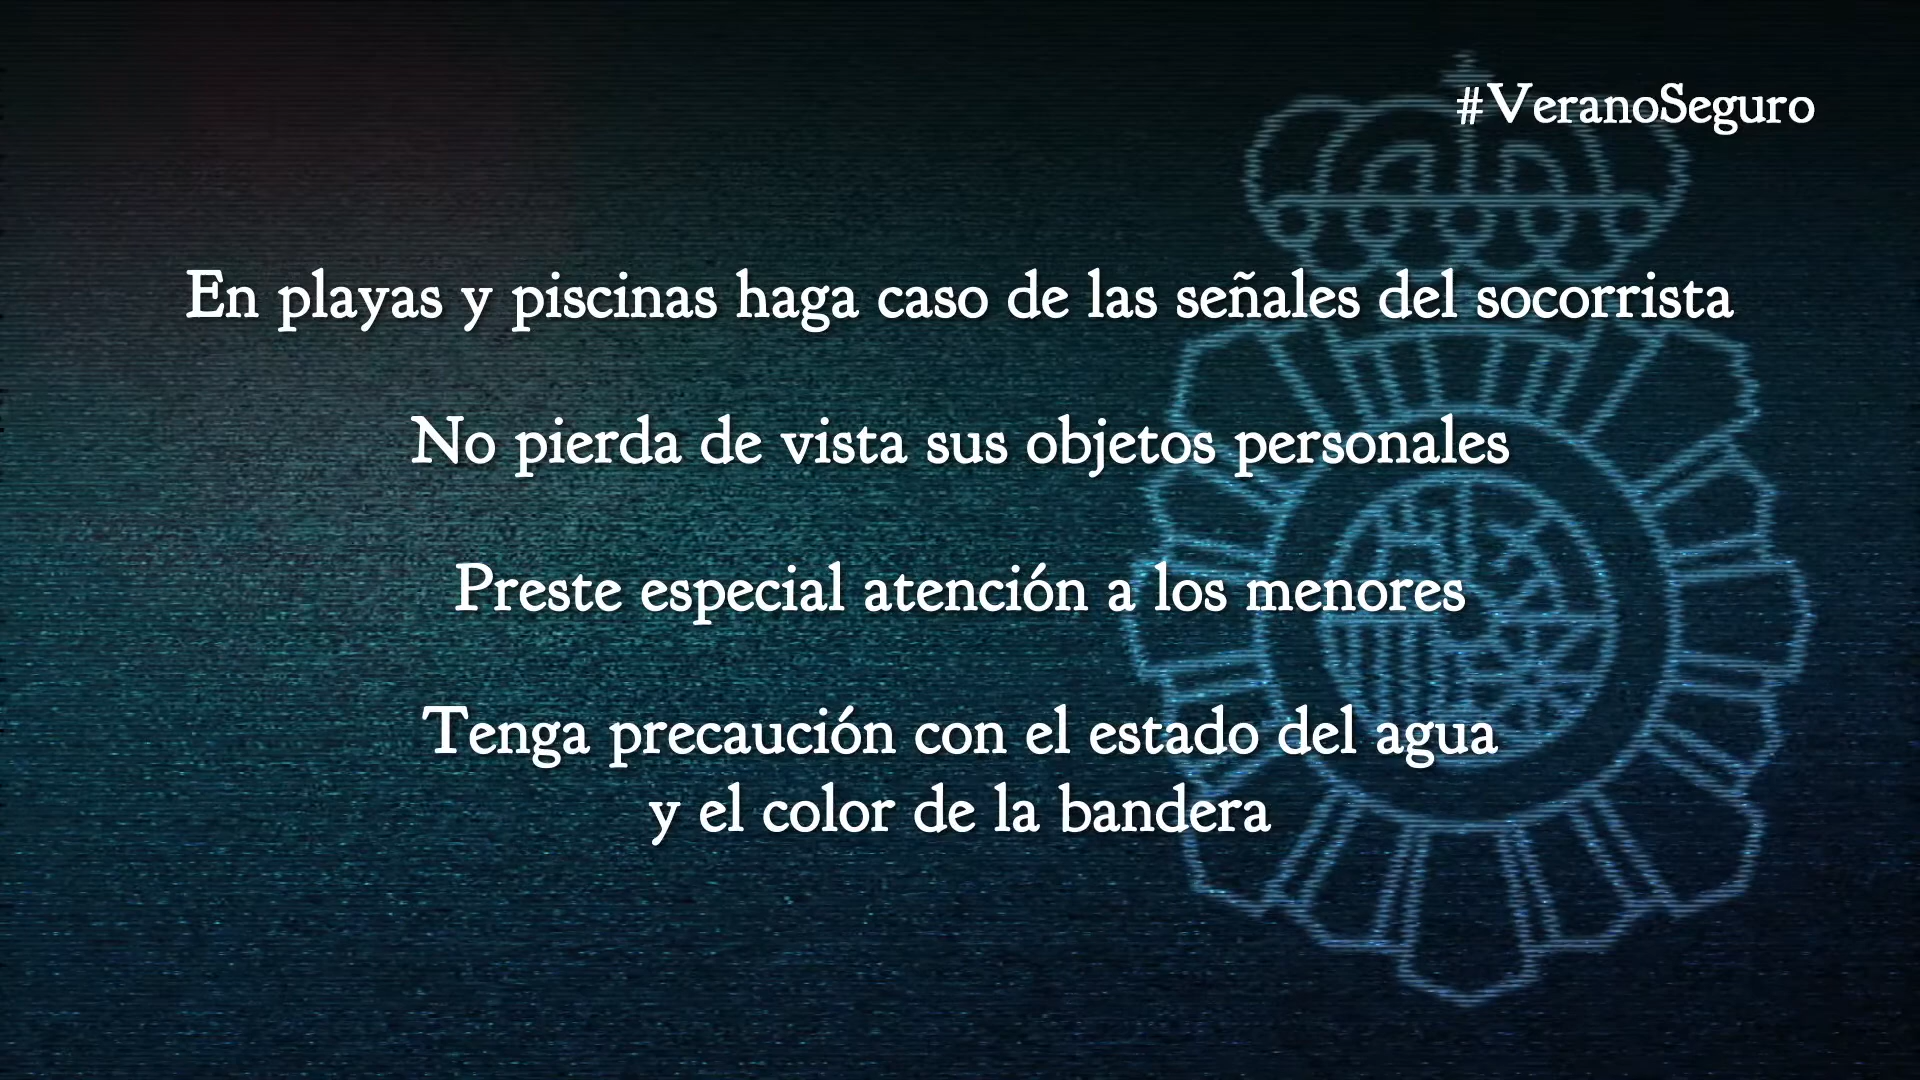 #VeranoSeguro
En playas y piscinas haga caso de las señales del socorrista
No pierda de vista sus objetos personales
Preste especial atención a los menores
Tenga precaución con el estado del agua
y el color de la bandera